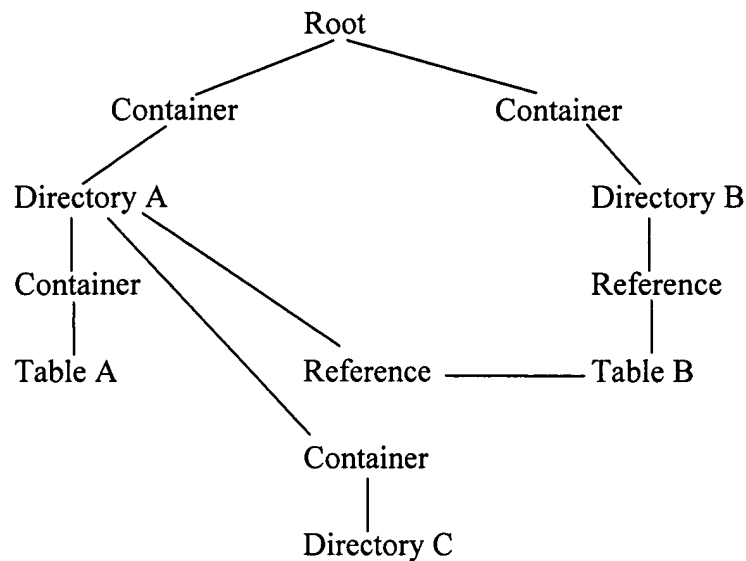 Root
Container Container
Directory A Directory B
Container Reference
Table A Reference Table B
Container
Directory C